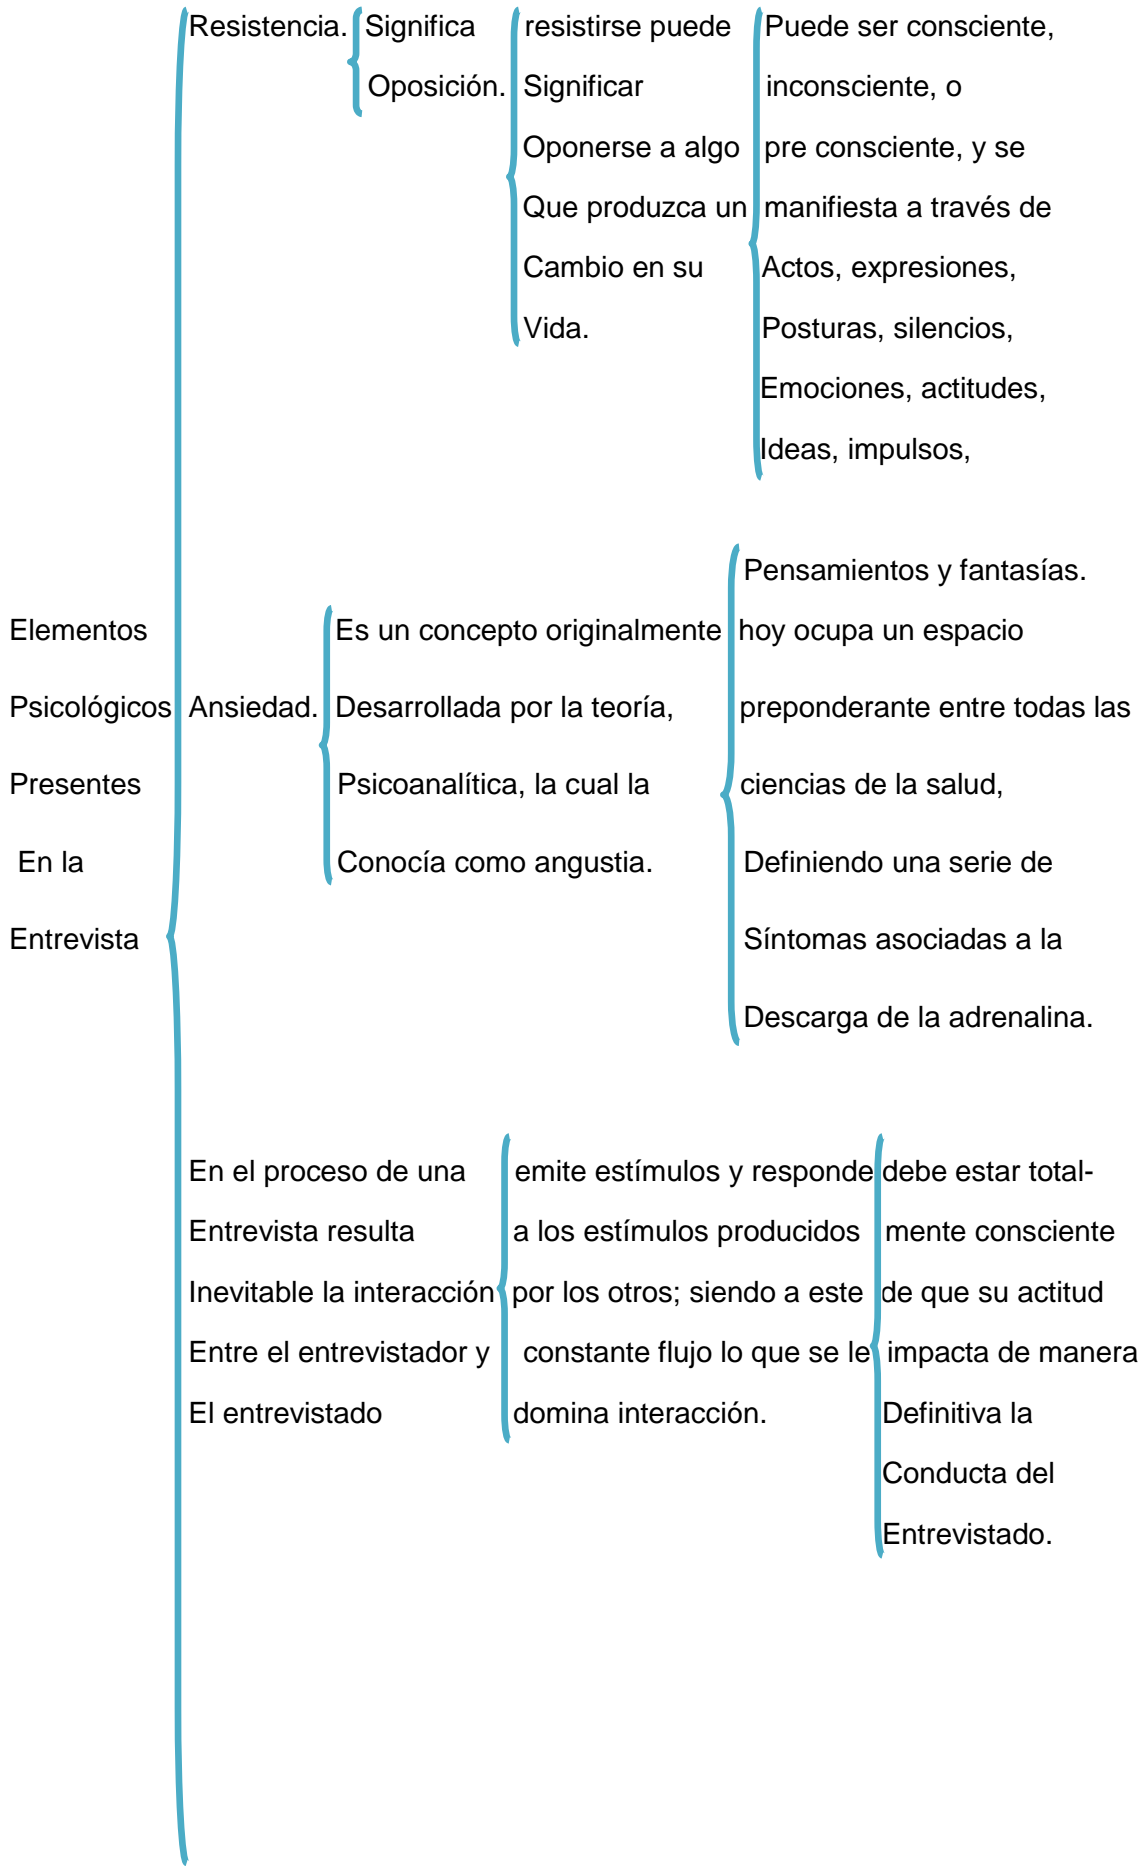 Resistencia. Significa resistirse puede Puede ser consciente,
Oposición. Significar inconsciente, o
Oponerse a algo pre consciente, y se
Que produzca un manifiesta a través de
Cambio en su Actos, expresiones,
Vida. Posturas, silencios,
Emociones, actitudes,
Ideas, impulsos,
Pensamientos y fantasías.
Elementos Es un concepto originalmente hoy ocupa un espacio
Psicológicos Ansiedad. Desarrollada por la teoría, preponderante entre todas las
Presentes Psicoanalítica, la cual la ciencias de la salud,
En la Conocía como angustia. Definiendo una serie de
Entrevista Síntomas asociadas a la
Descarga de la adrenalina.
En el proceso de una emite estímulos y responde debe estar total-
Entrevista resulta a los estímulos producidos mente consciente
Inevitable la interacción por los otros; siendo a este de que su actitud
Entre el entrevistador y constante flujo lo que se le impacta de manera
El entrevistado domina interacción. Definitiva la
Conducta del
Entrevistado.